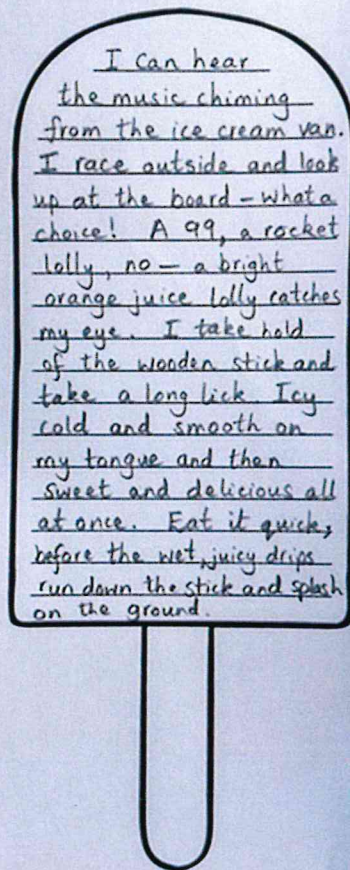 I can hear
the music chiming
from the ice cream van.
I race outside and look
up at the board – what a
choice! A 99, a rocket
lolly, no – a bright
orange juice lolly catches
my eye. I take hold
of the wooden stick and
take a long lick. Icy
cold and smooth on
my tongue and then
sweet and delicious all
at once. Eat it quick,
before the wet, juicy drips
run down the stick and splash
on the ground.